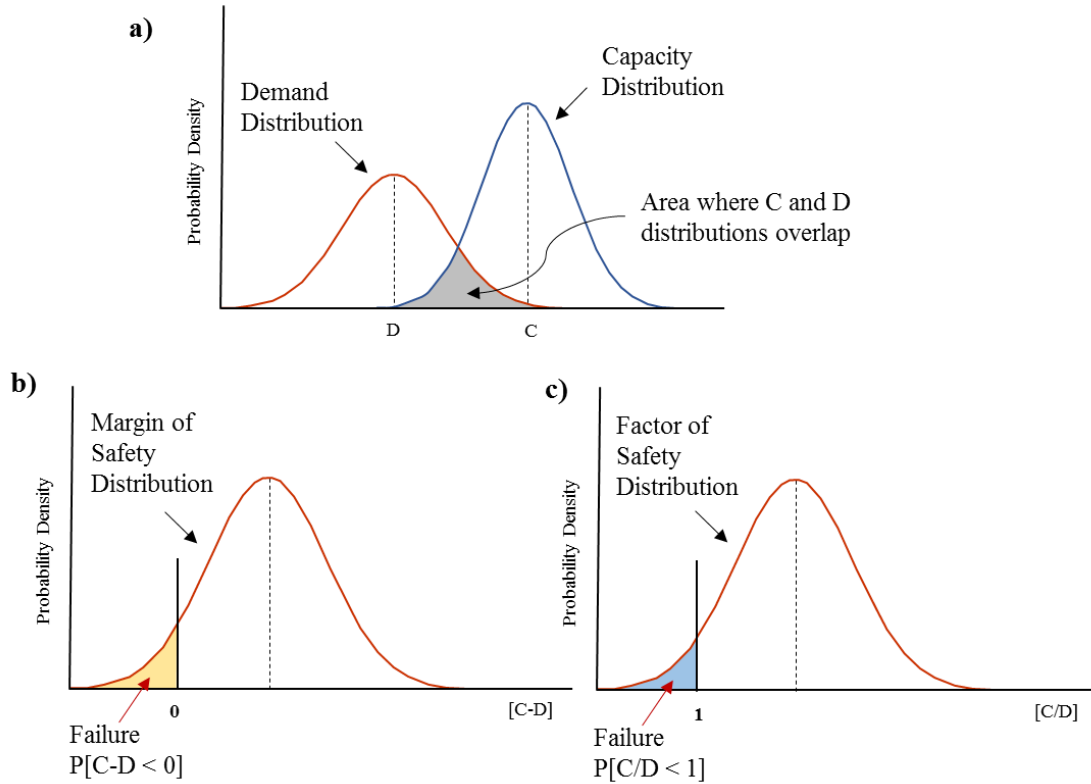 a)
Demand
Distribution
Capacity
Distribution
Area where C and D
distributions overlap
Probability Density
D
C
b)
Margin of
Safety
Distribution
Probability Density
0
[C-D]
Failure
P[C-D < 0]
c)
Factor of
Safety
Distribution
Probability Density
1
[C/D]
Failure
P[C/D < 1]